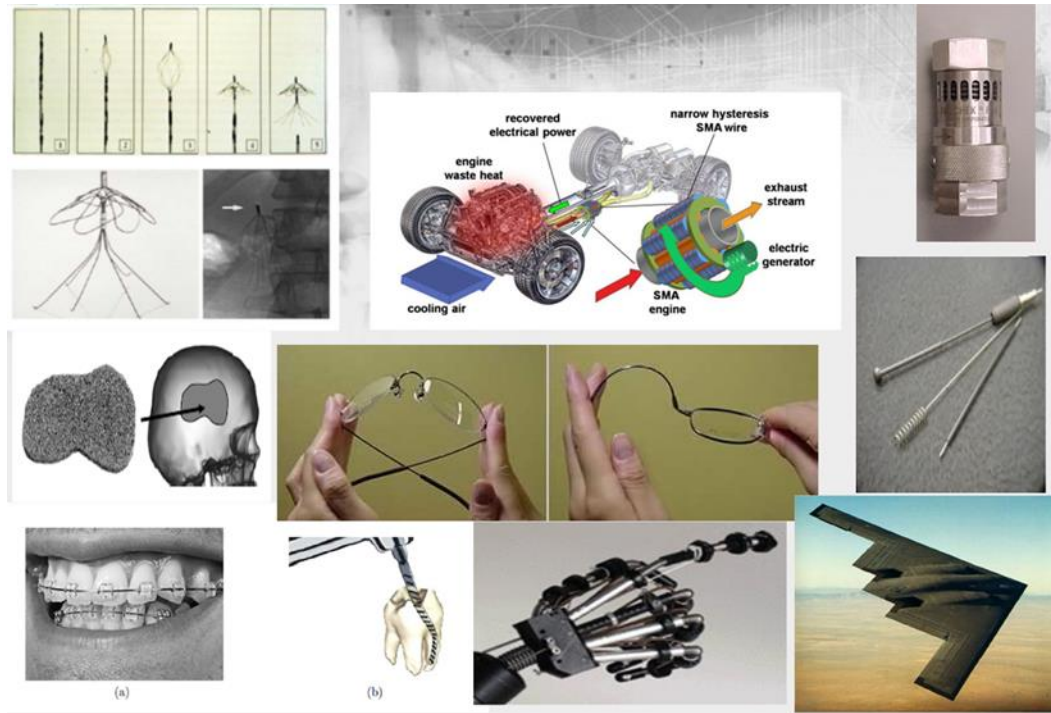 1
2
3
4
5
recovered
electrical power
narrow hysteresis
SMA wire
engine
waste heat
exhaust
stream
electric
generator
cooling air
SMA
engine
(a)
(b)